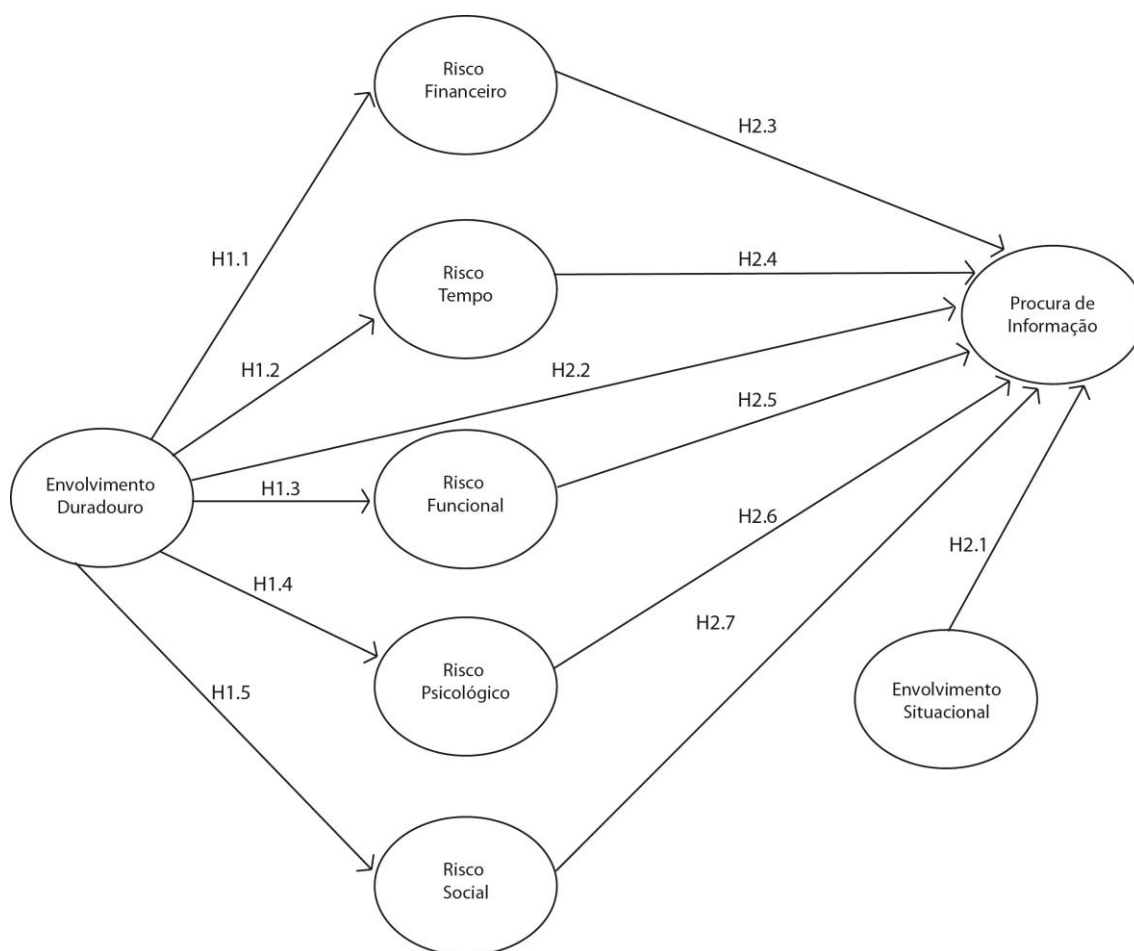 Risco
Financeiro
H2.3
H1.1
Risco
Tempo
H2.4
Procura de
Informação
H1.2
H2.2
H2.5
Envolvimento
Duradouro
H1.3
Risco
Funcional
H2.6
H2.1
H1.4
H2.7
Risco
Psicológico
H1.5
Envolvimento
Situacional
Risco
Social